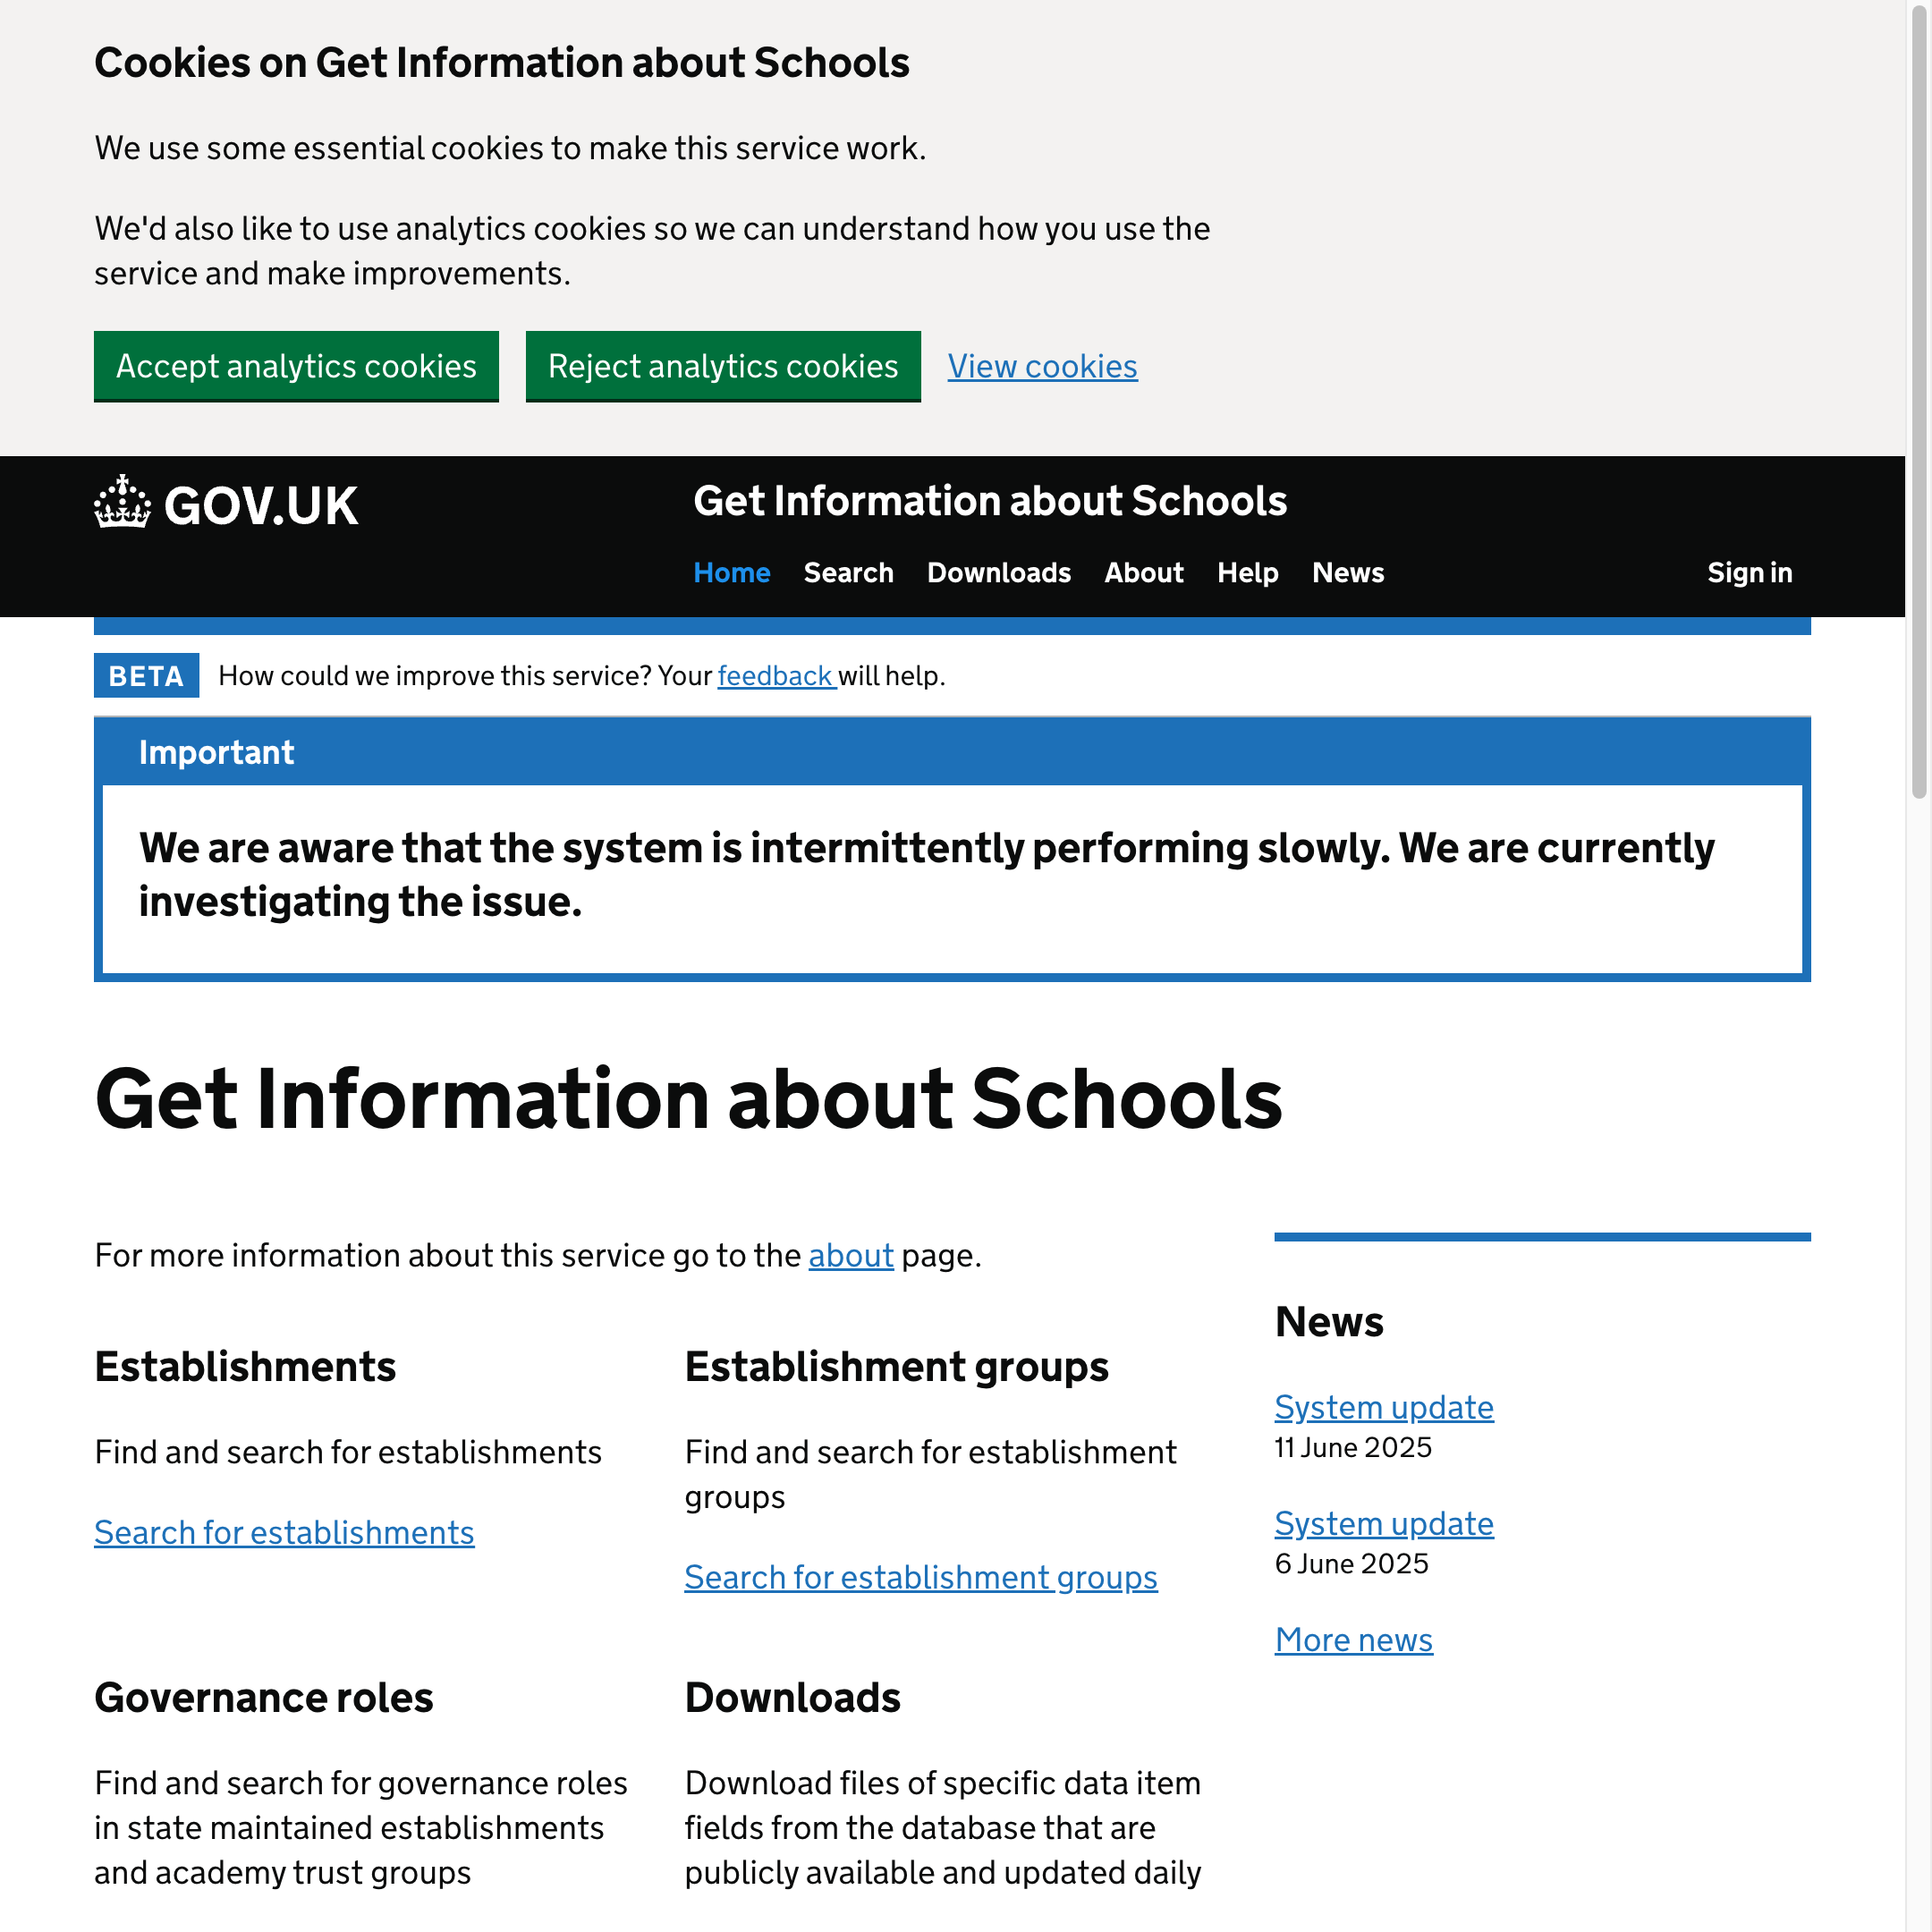 Cookies on Get Information about Schools
We use some essential cookies to make this service work.
We'd also like to use analytics cookies so we can understand how you use the
service and make improvements.
Accept analytics cookies
Reject analytics cookies
View cookies
GOV.UK
Get Information about Schools
Home
Search
Downloads
About
Help
News
Sign in
BETA
How could we improve this service? Your feedback will help.
Important
We are aware that the system is intermittently performing slowly. We are currently
investigating the issue.
Get Information about Schools
For more information about this service go to the about page.
Establishments
Find and search for establishments
Search for establishments
Establishment groups
Find and search for establishment
groups
Search for establishment groups
Governance roles
Find and search for governance roles
in state maintained establishments
and academy trust groups
Downloads
Download files of specific data item
fields from the database that are
publicly available and updated daily
News
System update
11 June 2025
System update
6 June 2025
More news